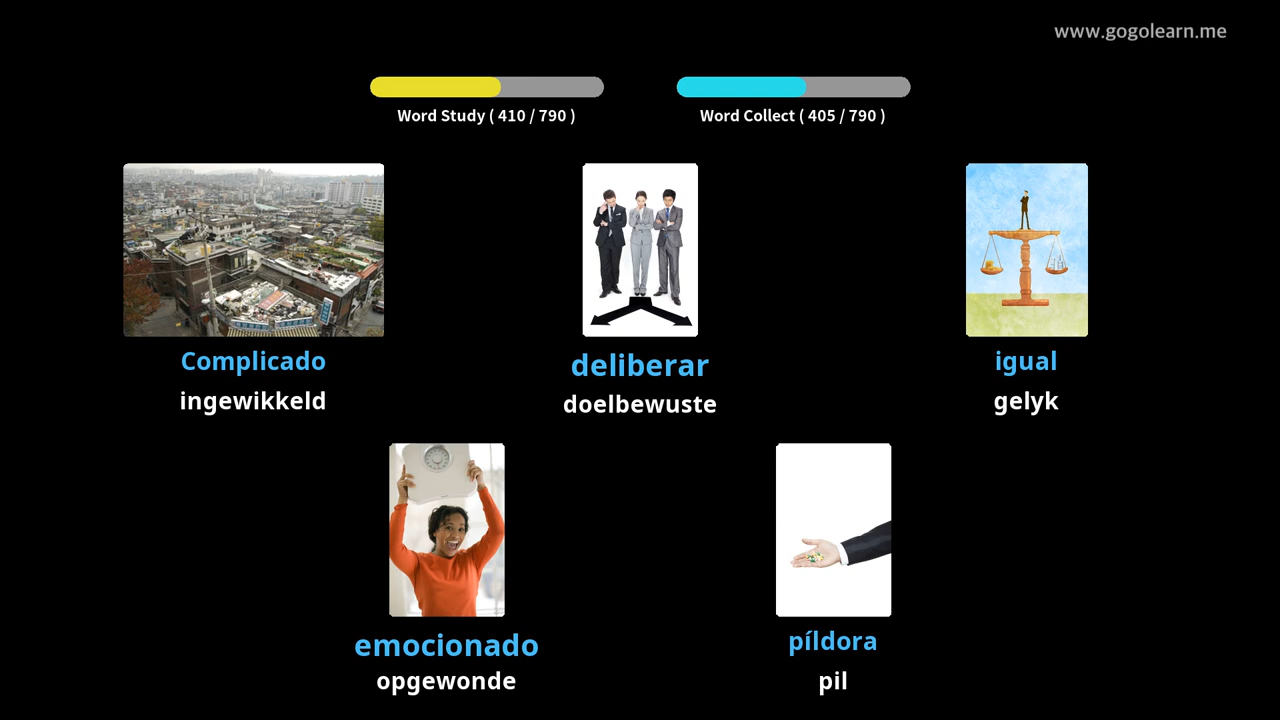 www.gogolearn.me
Word Study ( 410 / 790 )
Word Collect ( 405 / 790 )
Complicado
ingewikkeld
deliberar
doelbewuste
igual
gelyk
emocionado
opgewonde
píldora
pil